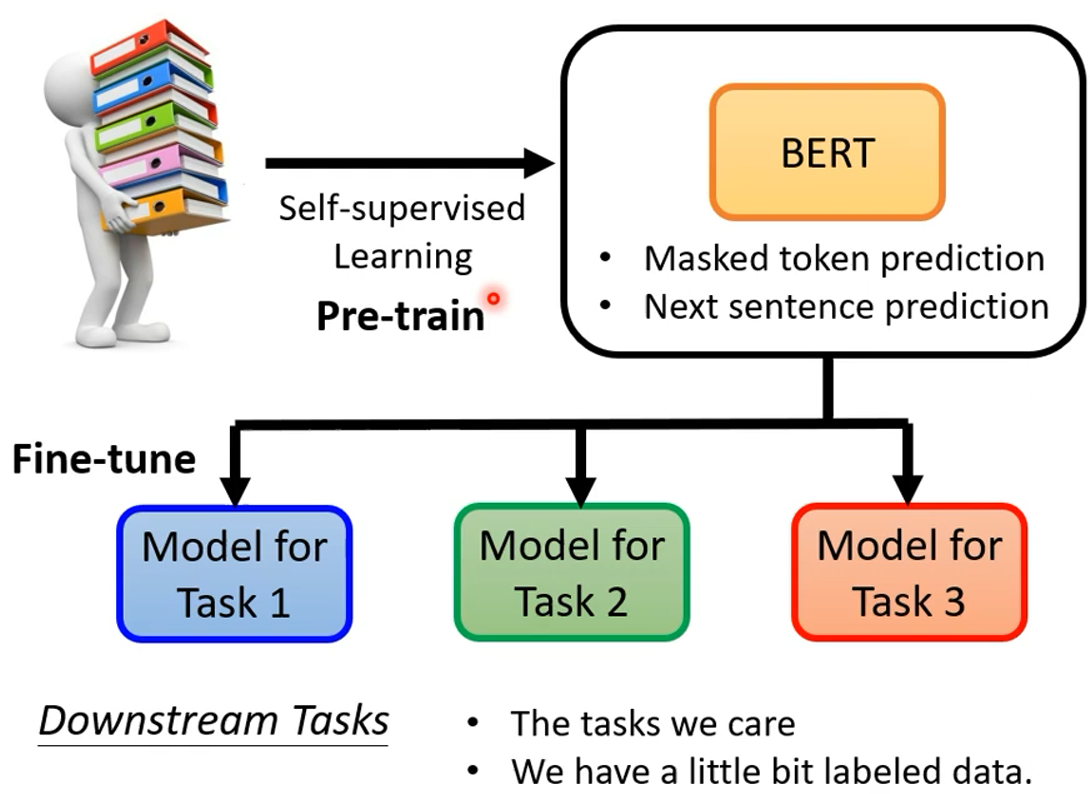 BERT
Self-supervised
Learning
Pre-train
• Masked token prediction
• Next sentence prediction
Fine-tune
Model for
Task 1
Model for
Task 2
Model for
Task 3
Downstream Tasks
• The tasks we care
• We have a little bit labeled data.